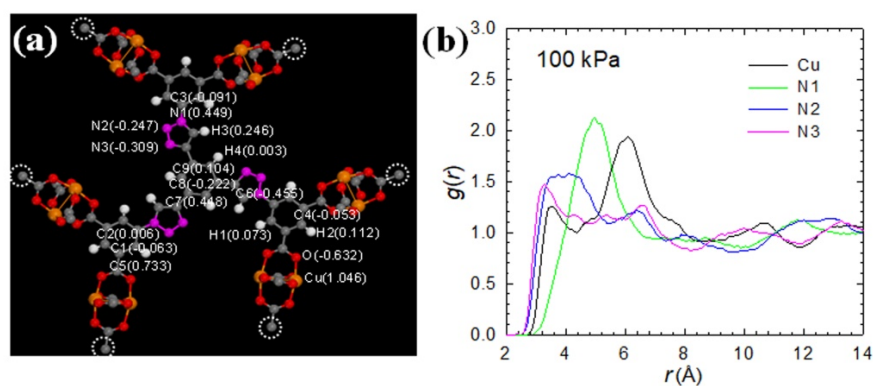 (a)
C3(-0.091)
N1(0.449)
N2(-0.247)
H3(0.246)
N3(-0.309)
H4(0.003)
C9(0.104)
C8(-0.222)
C6(-0.455)
C7(0.448)
C4(-0.053)
C2(0.006)
H1(0.073)
H2(0.112)
C1(-0.063)
O(-0.632)
C5(0.733)
Cu(1.046)
(b)
100 kPa
Cu
N1
N2
N3
g(r)
3.0
2.5
2.0
1.5
1.0
0.5
0.0
2 4 6 8 10 12 14
r(Å)